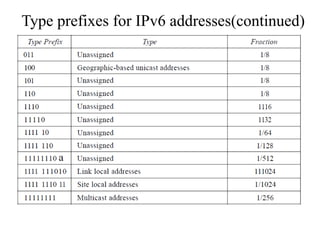 Type prefixes for IPv6 addresses(continued)
Type Prefix Type Fraction
011 Unassigned 1/8
100 Geographic-based unicast addresses 1/8
101 Unassigned 1/8
110 Unassigned 1/8
1110 Unassigned 1116
11110 Unassigned 1132
1111 10 Unassigned 1/64
1111 110 Unassigned 1/128
11111110 a Unassigned 1/512
1111 111010 Link local addresses 111024
1111 1110 11 Site local addresses 1/1024
11111111 Multicast addresses 1/256